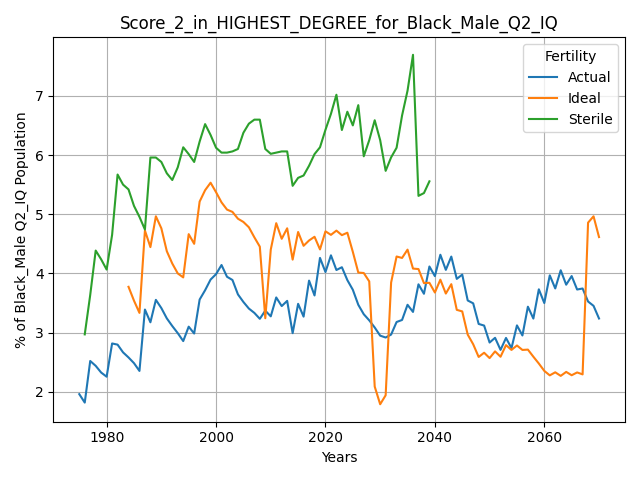 Score_2_in_HIGHEST_DEGREE_for_Black_Male_Q2_IQ
Fertility
Actual
Ideal
Sterile
% of Black_Male Q2_IQ Population
7
6
5
4
3
2
1980 2000 2020 2040 2060
Years